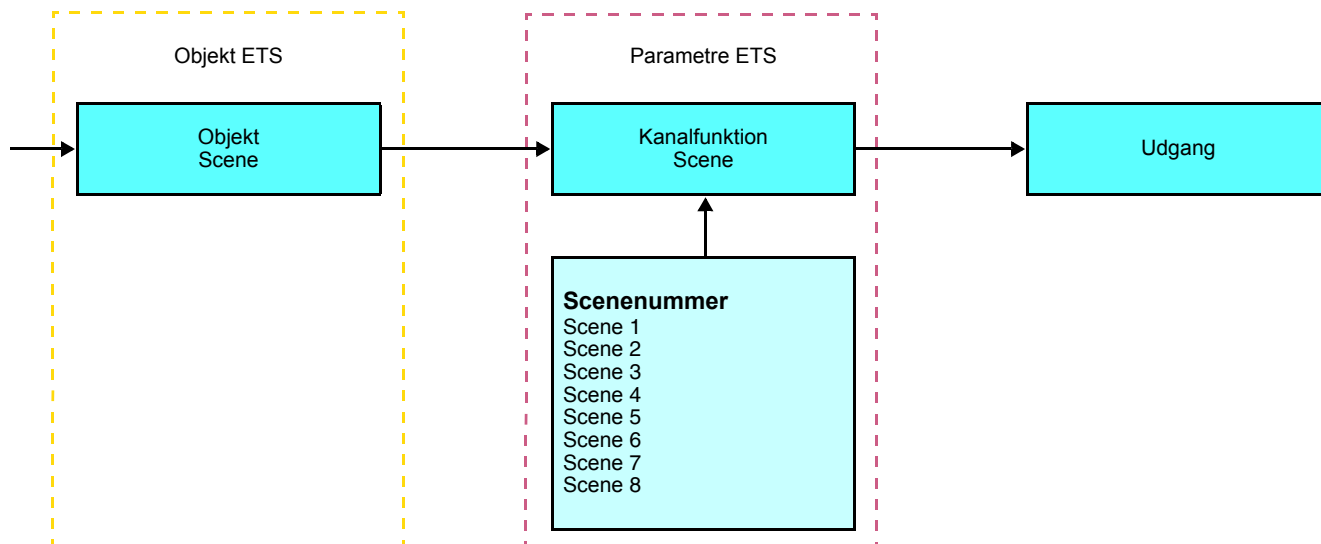 Objekt ETS
Parametre ETS
Objekt
Scene
Kanalfunktion
Scene
Udgang
Scenenummer
Scene 1
Scene 2
Scene 3
Scene 4
Scene 5
Scene 6
Scene 7
Scene 8